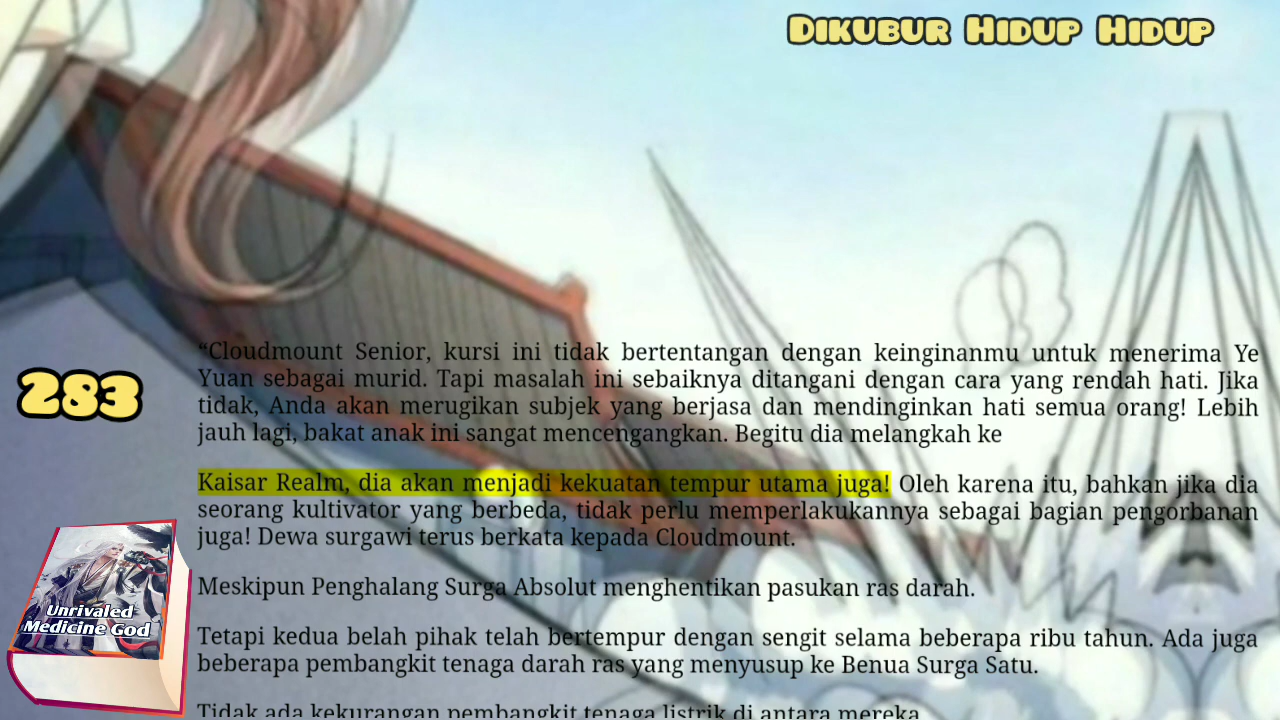 Dikubur Hidup Hidup
“Cloudmount Senior, kursi ini tidak bertentangan dengan keinginanmu untuk menerima Ye
Yuan sebagai murid. Tapi masalah ini sebaiknya ditangani dengan cara yang rendah hati. Jika
tidak, Anda akan merugikan subjek yang berjasa dan mendinginkan hati semua orang! Lebih
jauh lagi, bakat anak ini sangat mencengangkan. Begitu dia melangkah ke
283
Kaisar Realm, dia akan menjadi kekuatan tempur utama juga! Oleh karena itu, bahkan jika dia
seorang kultivator yang berbeda, tidak perlu memperlakukannya sebagai bagian pengorbanan
juga! Dewa surgawi terus berkata kepada Cloudmount.
Meskipun Penghalang Surga Absolut menghentikan pasukan ras darah.
Tetapi kedua belah pihak telah bertempur dengan sengit selama beberapa ribu tahun. Ada juga
beberapa pembangkit tenaga darah ras yang menyusup ke Benua Surga Satu.
Tidak ada kekurangan pembangkit tenaga listrik di antara mereka
Unrivaled
Medicine God